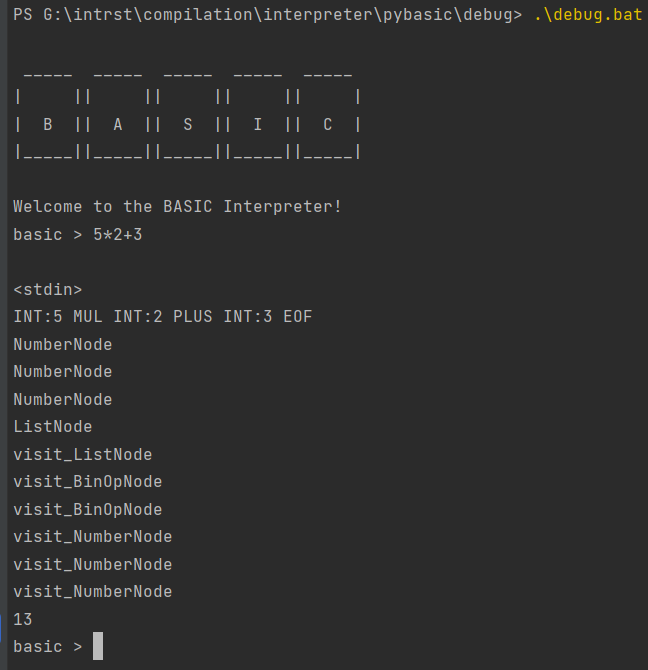 PS G:\intrst\compilation\interpreter\pybasic\debug> .\debug.bat
 _____  _____  _____  _____  _____
|     ||     ||     ||     ||     |
|  B  ||  A  ||  S  ||  I  ||  C  |
|_____||_____||_____||_____||_____|
Welcome to the BASIC Interpreter!
basic > 5*2+3
<stdin>
INT:5 MUL INT:2 PLUS INT:3 EOF
NumberNode
NumberNode
NumberNode
ListNode
visit_ListNode
visit_BinOpNode
visit_BinOpNode
visit_NumberNode
visit_NumberNode
visit_NumberNode
13
basic >